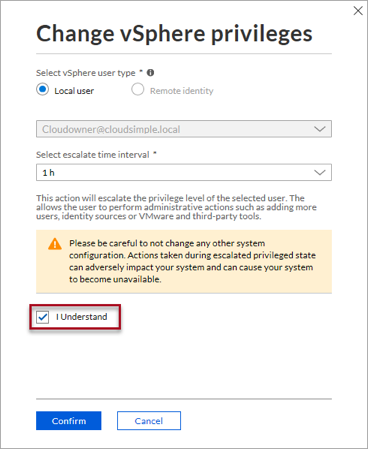 Change vSphere privileges
Select vSphere user type *
Local user
Remote identity
Cloudowner@cloudsimple.local
Select escalate time interval *
1 h
This action will escalate the privilege level of the selected user. The
allows the user to perform administrative actions such as adding more
users, identity sources or VMware and third-party tools.
Please be careful to not change any other system
configuration. Actions taken during escalated privileged state
can adversely impact your system and can cause your system
to become unavailable.
I Understand
Confirm
Cancel